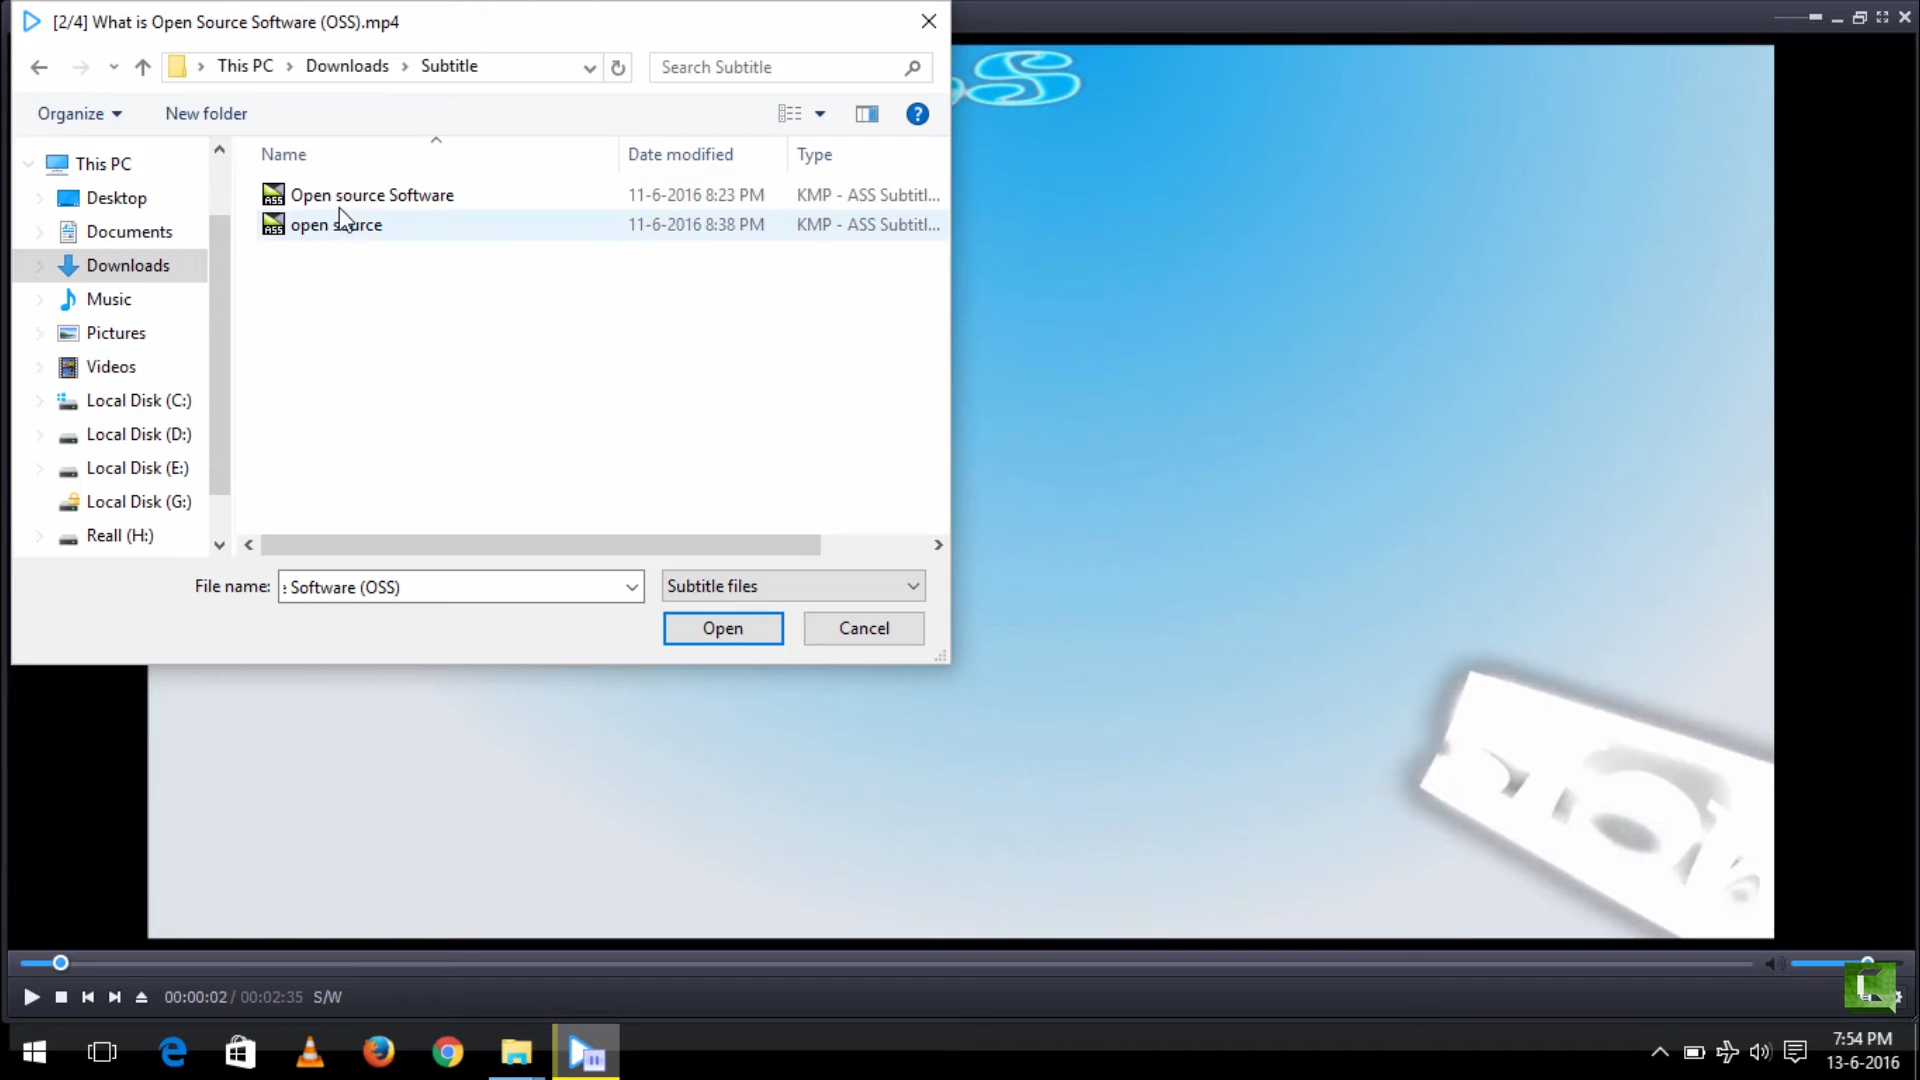 [2/4] What is Open Source Software (OSS).mp4
This PC > Downloads > Subtitle
Search Subtitle
Organize
New folder
?
Name
Date modified
Type
This PC
Desktop
Documents
Downloads
Music
Pictures
Videos
Local Disk (C:)
Local Disk (D:)
Local Disk (E:)
Local Disk (G:)
Reall (H:)
ASS Open source Software 11-6-2016 8:23 PM KMP - ASS Subtitl...
ASS open source 11-6-2016 8:38 PM KMP - ASS Subtitl...
File name: : Software (OSS)
Subtitle files
Open
Cancel
00:00:02 / 00:02:35 S/W
7:54 PM
13-6-2016